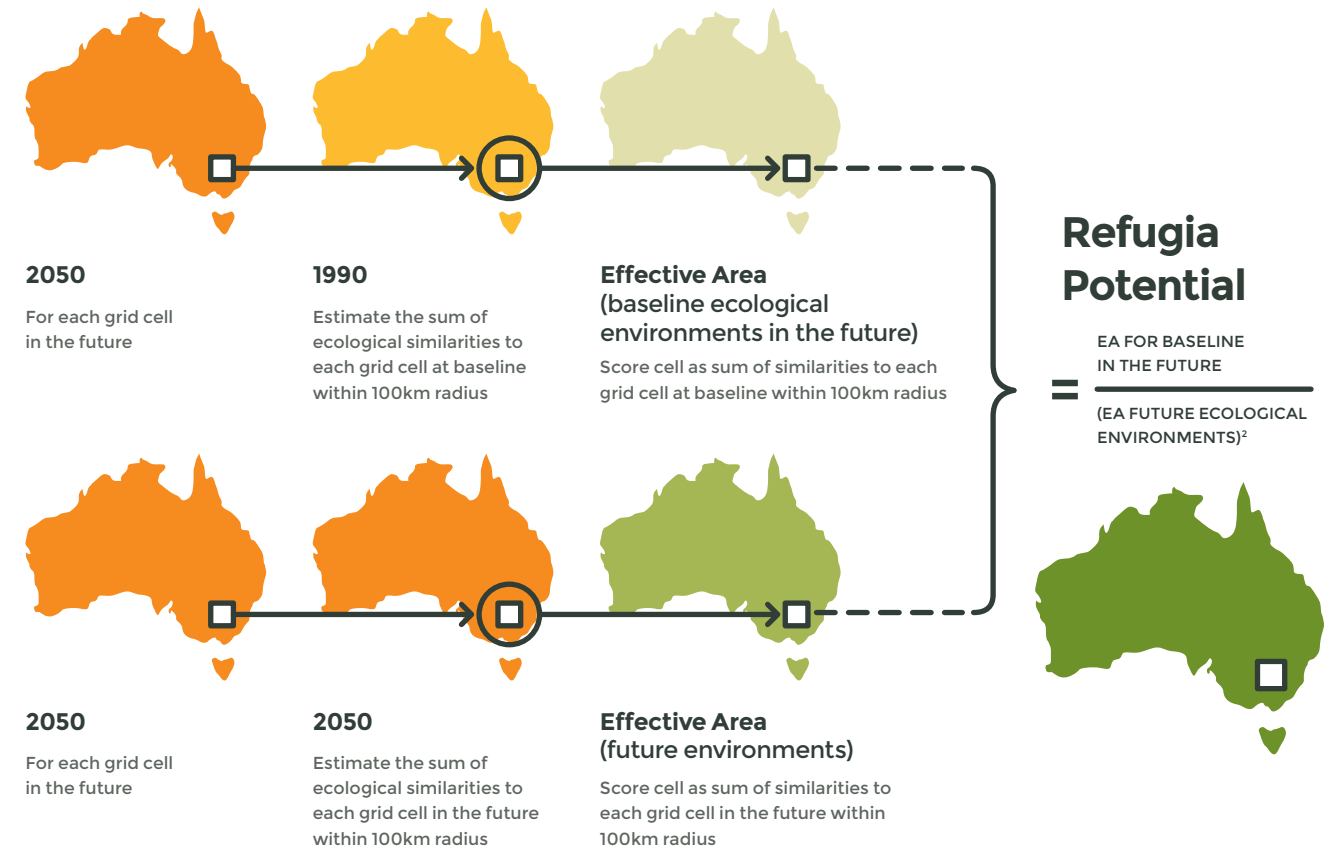 2050
For each grid cell
in the future
1990
Estimate the sum of
ecological similarities to
each grid cell at baseline
within 100km radius
Effective Area
(baseline ecological
environments in the future)
Score cell as sum of similarities to each
grid cell at baseline within 100km radius
2050
For each grid cell
in the future
2050
Estimate the sum of
ecological similarities to
each grid cell in the future
within 100km radius
Effective Area
(future environments)
Score cell as sum of similarities to
each grid cell in the future within
100km radius
Refugia
Potential
=
EA FOR BASELINE
IN THE FUTURE
(EA FUTURE ECOLOGICAL
ENVIRONMENTS)²